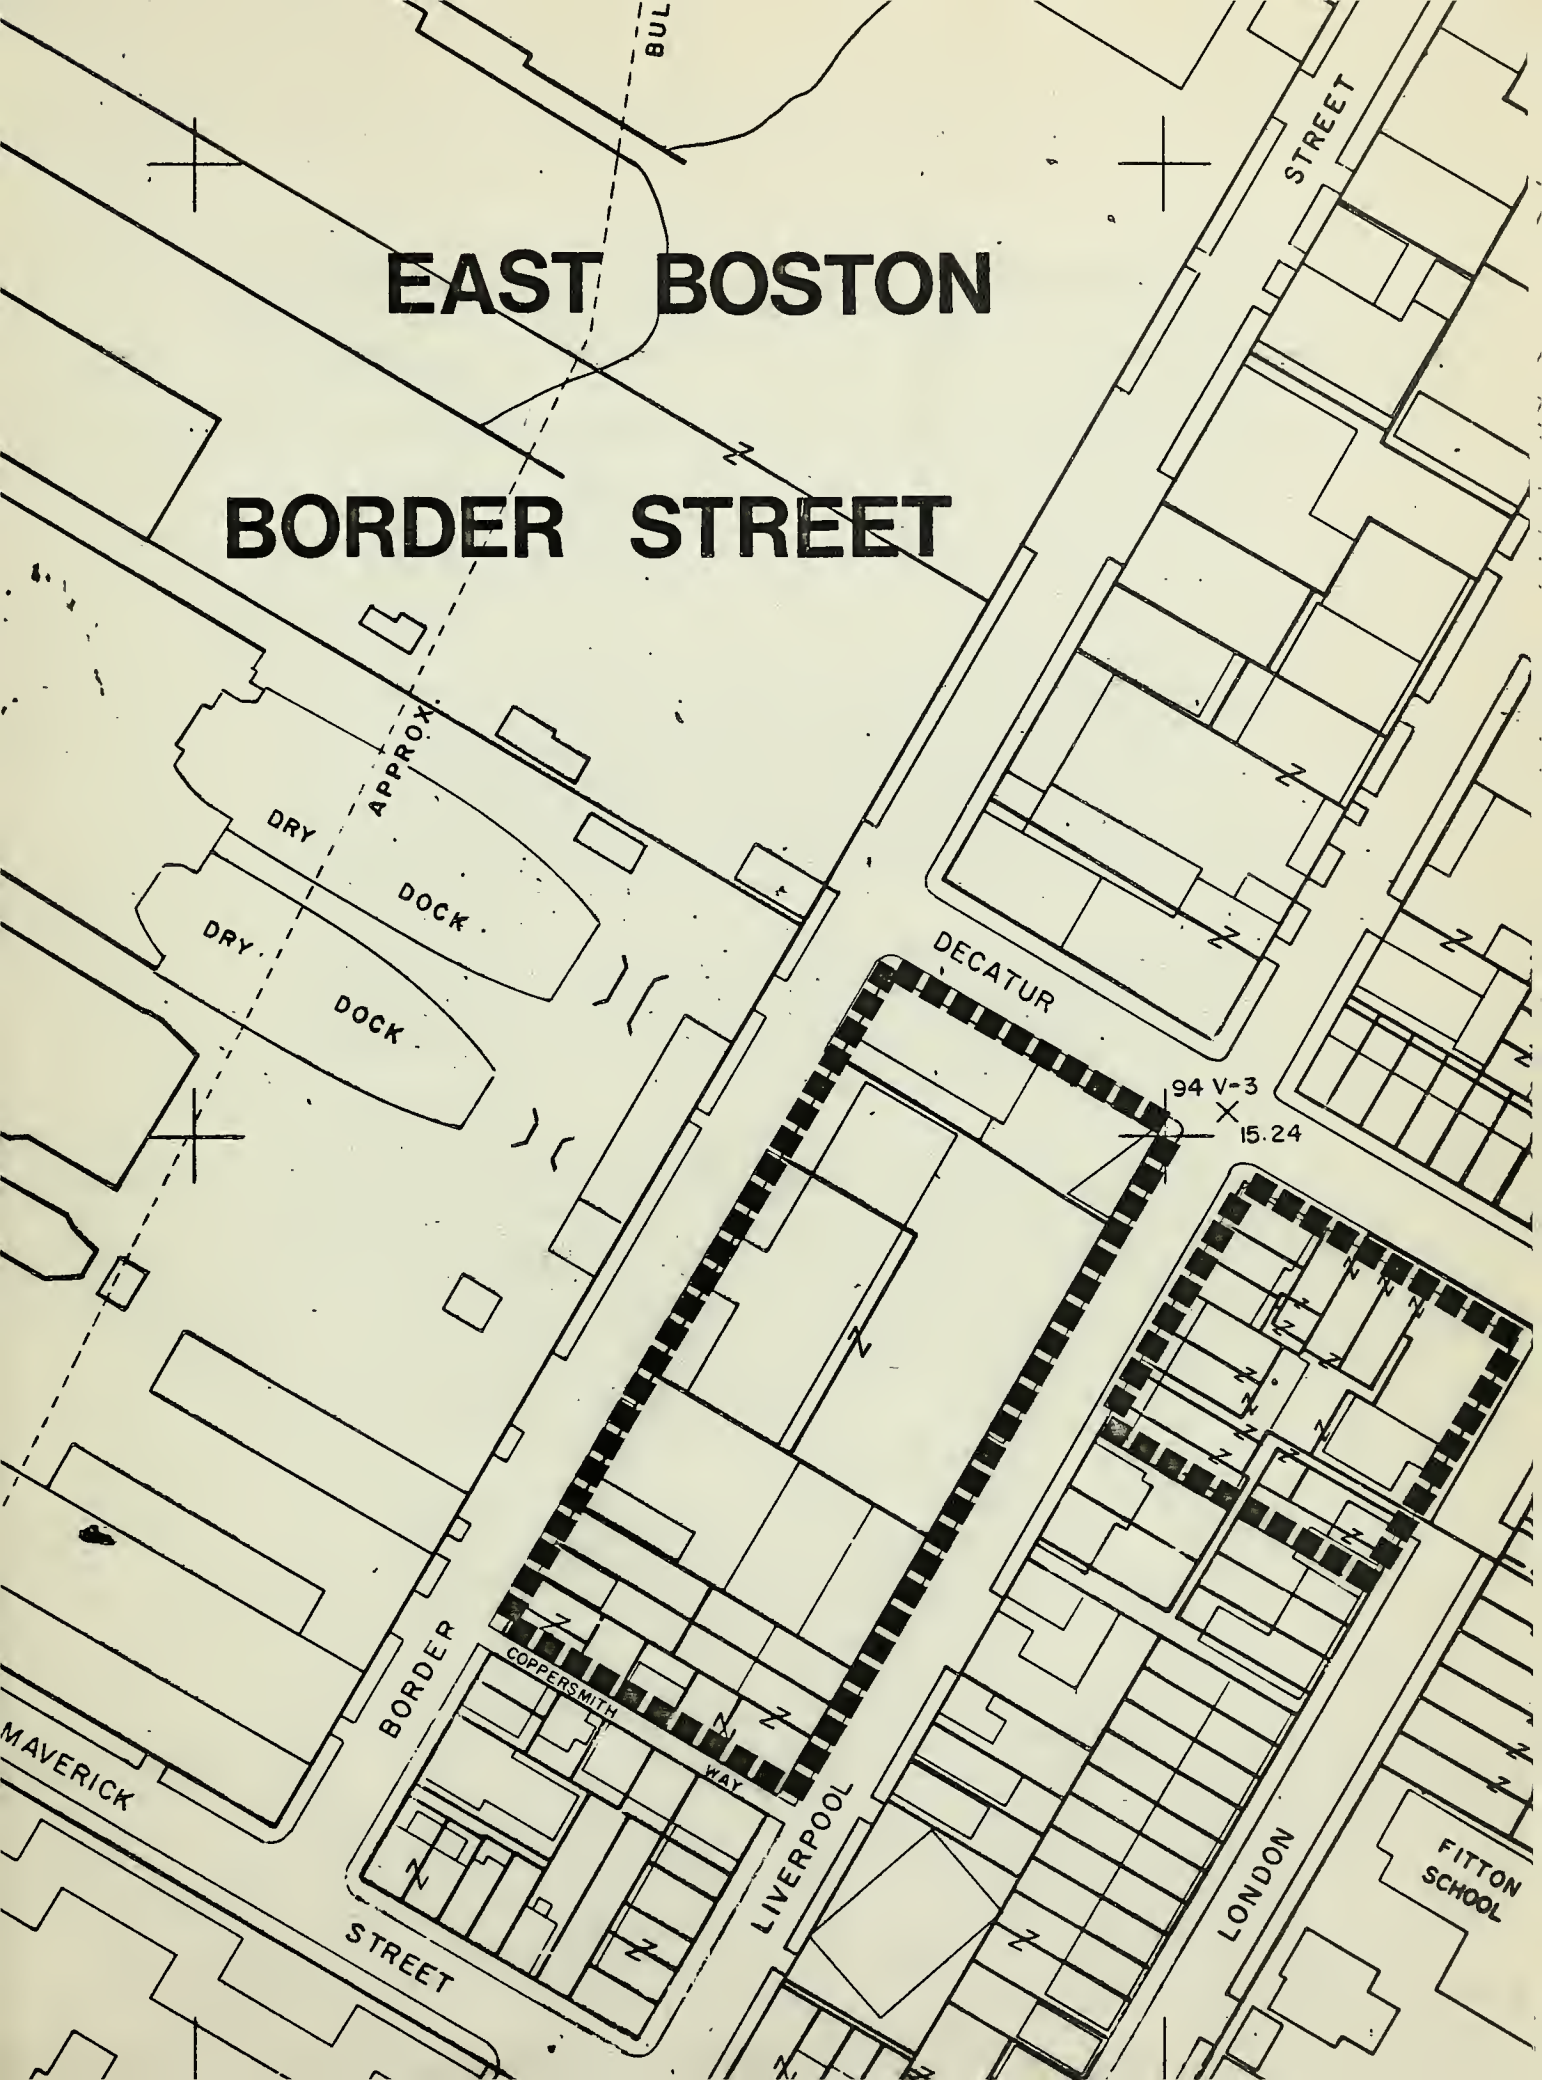 BUL
STREET
EAST BOSTON
BORDER STREET
APPROX.
DRY
DOCK
DRY
DOCK
DECATUR
94 V-3
15.24
BORDER
COPPERSMITH
WAY
MAVERICK
STREET
LIVERPOOL
LONDON
FITTON
SCHOOL